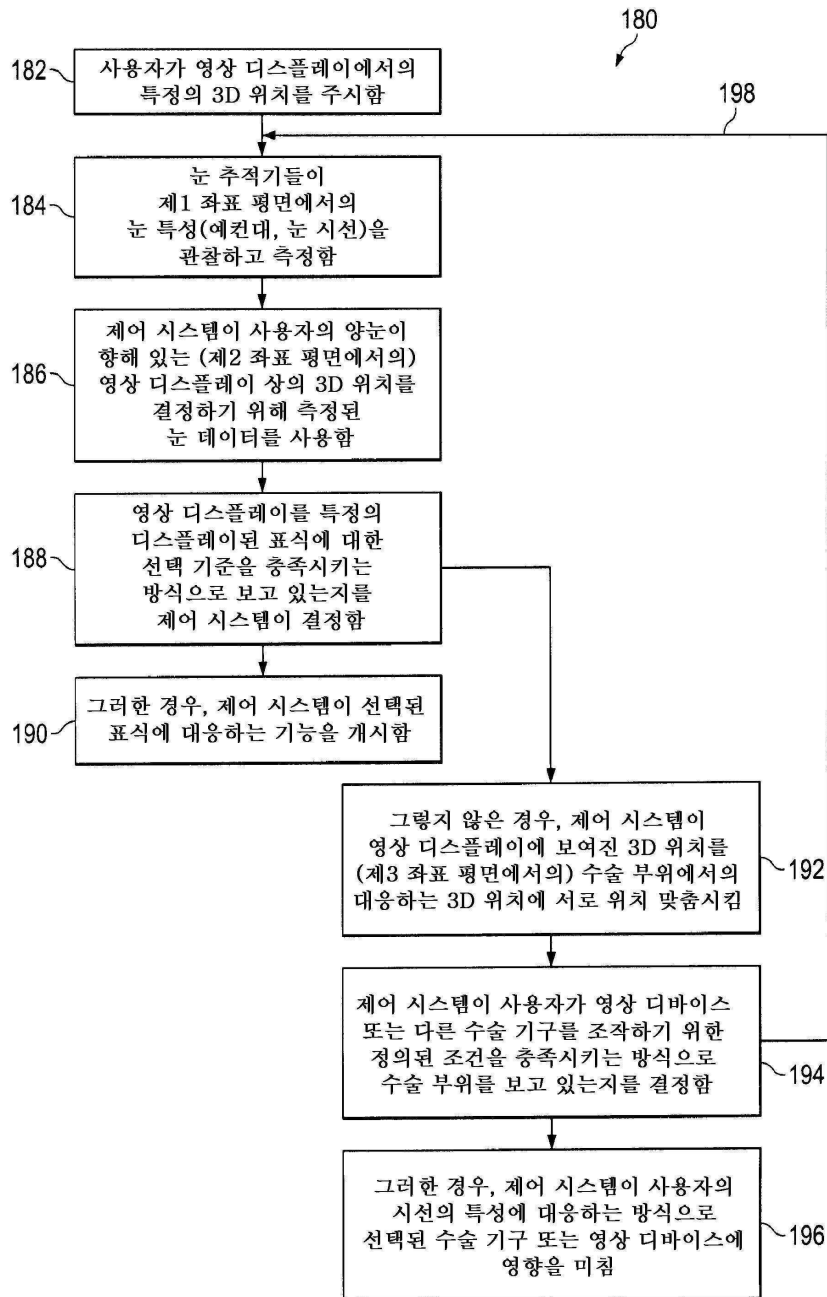 180
182
사용자가 영상 디스플레이에서의
특정의 3D 위치를 주시함
198
184
눈 추적기들이
제1 좌표 평면에서의
눈 특성(예컨대, 눈 시선)을
관찰하고 측정함
186
제어 시스템이 사용자의 양눈이
향해 있는 (제2 좌표 평면에서의)
영상 디스플레이 상의 3D 위치를
결정하기 위해 측정된
눈 데이터를 사용함
188
영상 디스플레이를 특정의
디스플레이된 표식에 대한
선택 기준을 충족시키는
방식으로 보고 있는지를
제어 시스템이 결정함
190
그러한 경우, 제어 시스템이 선택된
표식에 대응하는 기능을 개시함
그렇지 않은 경우, 제어 시스템이
영상 디스플레이에 보여진 3D 위치를
(제3 좌표 평면에서의) 수술 부위에서의
대응하는 3D 위치에 서로 위치 맞춤시킴
192
제어 시스템이 사용자가 영상 디바이스
또는 다른 수술 기구를 조작하기 위한
정의된 조건을 충족시키는 방식으로
수술 부위를 보고 있는지를 결정함
194
그러한 경우, 제어 시스템이 사용자의
시선의 특성에 대응하는 방식으로
선택된 수술 기구 또는 영상 디바이스에
영향을 미침
196